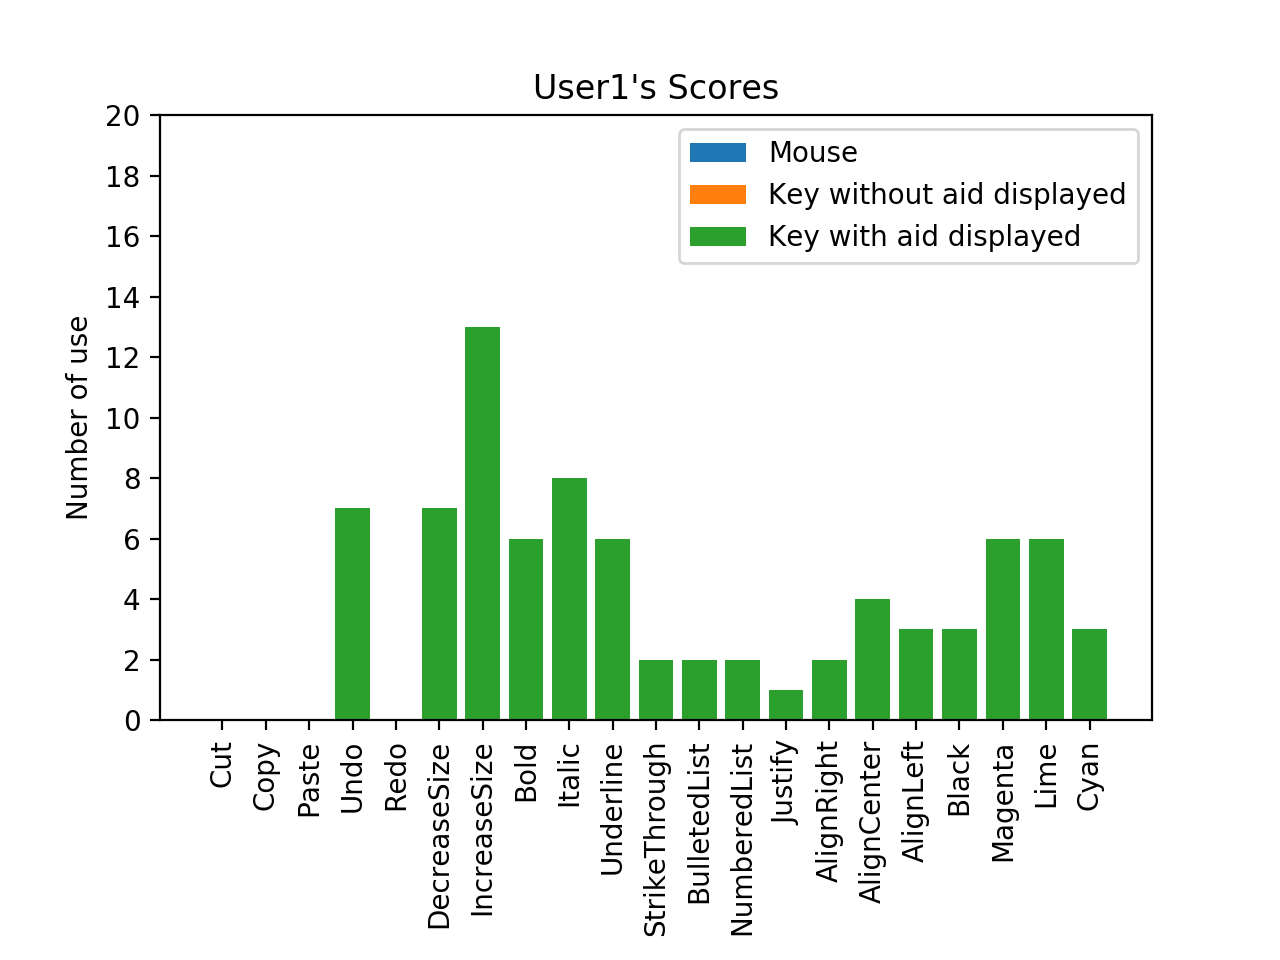 User1's Scores
Mouse
Key without aid displayed
Key with aid displayed
Number of use
20
18
16
14
12
10
8
6
4
2
0
Cut
Copy
Paste
Undo
Redo
DecreaseSize
IncreaseSize
Bold
Italic
Underline
StrikeThrough
BulletedList
NumberedList
Justify
AlignRight
AlignCenter
AlignLeft
Black
Magenta
Lime
Cyan